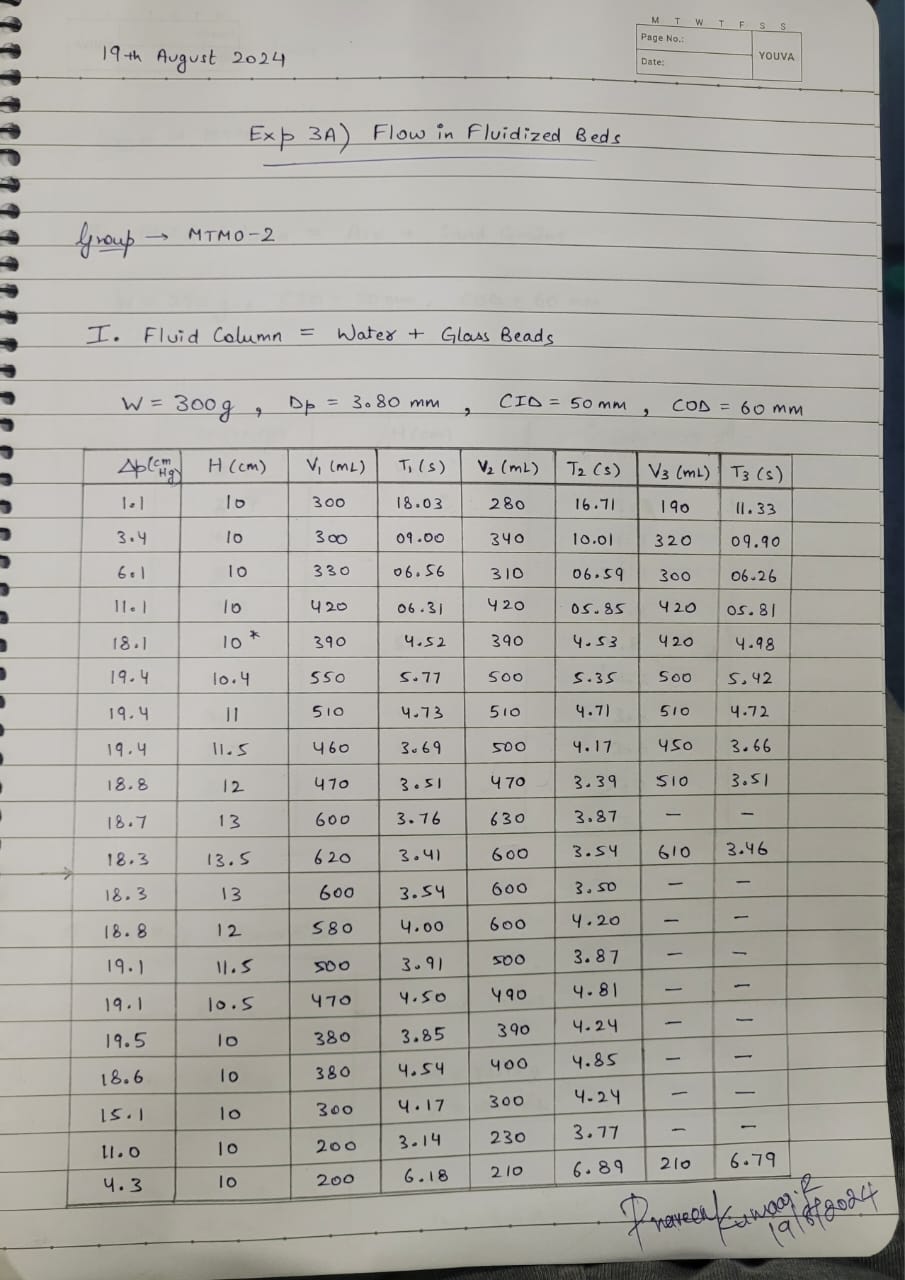 M T W T F S S
Page No.:
YOUVA
Date:
19th August 2024
Exp 3A) Flow in Fluidized Beds
Group → MTMO-2
I. Fluid Column = Water + Glass Beads
W = 300g , Dp = 3.80 mm , CID = 50 mm , COD = 60 mm
Δp(cm Hg) H (cm) V1 (mL) T1 (s) V2 (mL) T2 (s) V3 (mL) T3 (s)
1.1 10 300 18.03 280 16.71 190 11.33
3.4 10 300 09.00 340 10.01 320 09.90
6.1 10 330 06.56 310 06.59 300 06.26
11.1 10 420 06.31 420 05.85 420 05.81
18.1 10* 390 4.52 390 4.53 420 4.98
19.4 10.4 550 5.77 500 5.35 500 5.42
19.4 11 510 4.73 510 4.71 510 4.72
19.4 11.5 460 3.69 500 4.17 450 3.66
18.8 12 470 3.51 470 3.39 510 3.51
18.7 13 600 3.76 630 3.87 — —
18.3 13.5 620 3.41 600 3.54 610 3.46
→ 18.3 13 600 3.54 600 3.50 — —
18.8 12 580 4.00 600 4.20 — —
19.1 11.5 500 3.91 500 3.87 — —
19.1 10.5 470 4.50 490 4.81 — —
19.5 10 380 3.85 390 4.24 — —
18.6 10 380 4.54 400 4.85 — —
15.1 10 300 4.17 300 4.24 — —
11.0 10 200 3.14 230 3.77 — —
4.3 10 200 6.18 210 6.89 210 6.79
19/8/2024